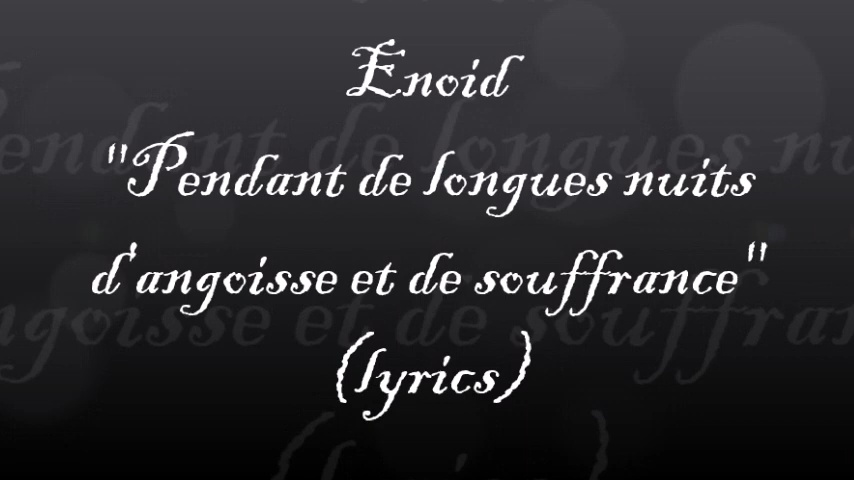 Enoid
"Pendant de longues nuits
d'angoisse et de souffrance"
(lyrics)